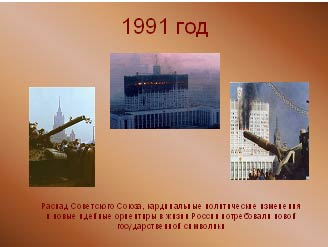 1991 год
Распад Советского Союза, кардинальные политические изменения
и новые идейные ориентиры в жизни России потребовали новой
государственной символики